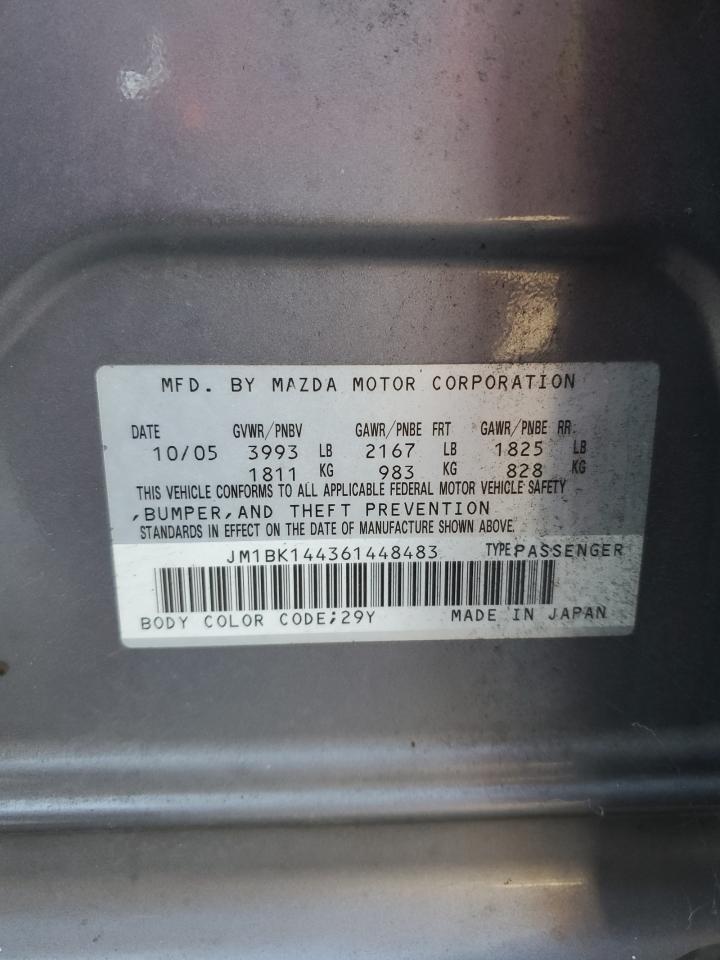 MFD. BY MAZDA MOTOR CORPORATION
DATE GVWR/PNBV GAWR/PNBE FRT GAWR/PNBE RR
10/05 3993 LB 2167 LB 1825 LB
1811 KG 983 KG 828 KG
THIS VEHICLE CONFORMS TO ALL APPLICABLE FEDERAL MOTOR VEHICLE SAFETY
,BUMPER,AND THEFT PREVENTION
STANDARDS IN EFFECT ON THE DATE OF MANUFACTURE SHOWN ABOVE.
JM1BK144361448483 TYPE PASSENGER
BODY COLOR CODE;29Y MADE IN JAPAN